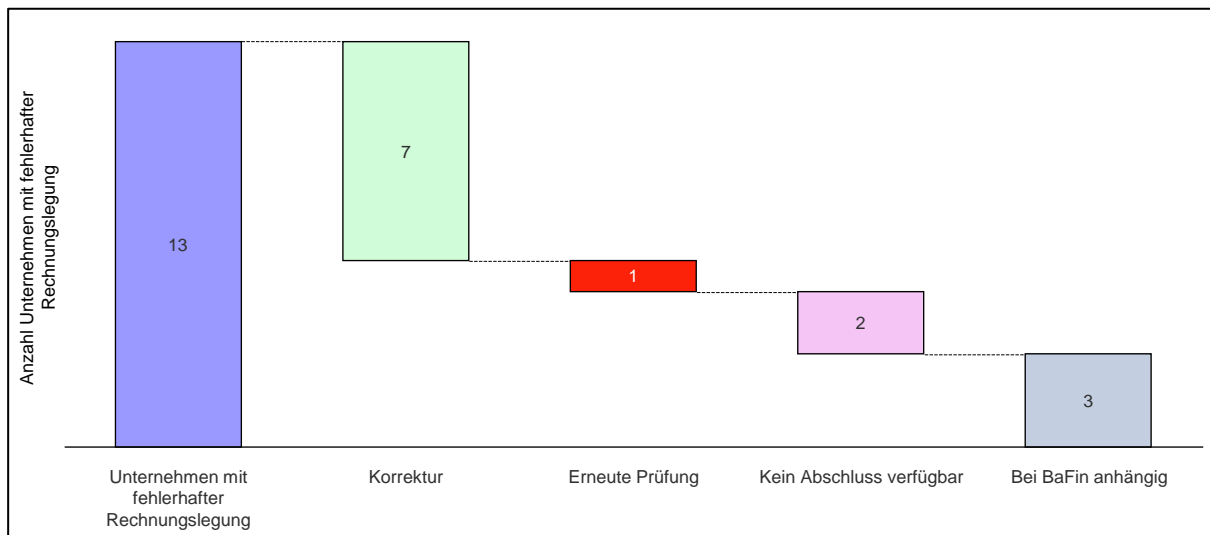 Anzahl Unternehmen mit fehlerhafter
Rechnungslegung
13
7
1
2
3
Unternehmen mit
fehlerhafter
Rechnungslegung
Korrektur
Erneute Prüfung
Kein Abschluss verfügbar
Bei BaFin anhängig